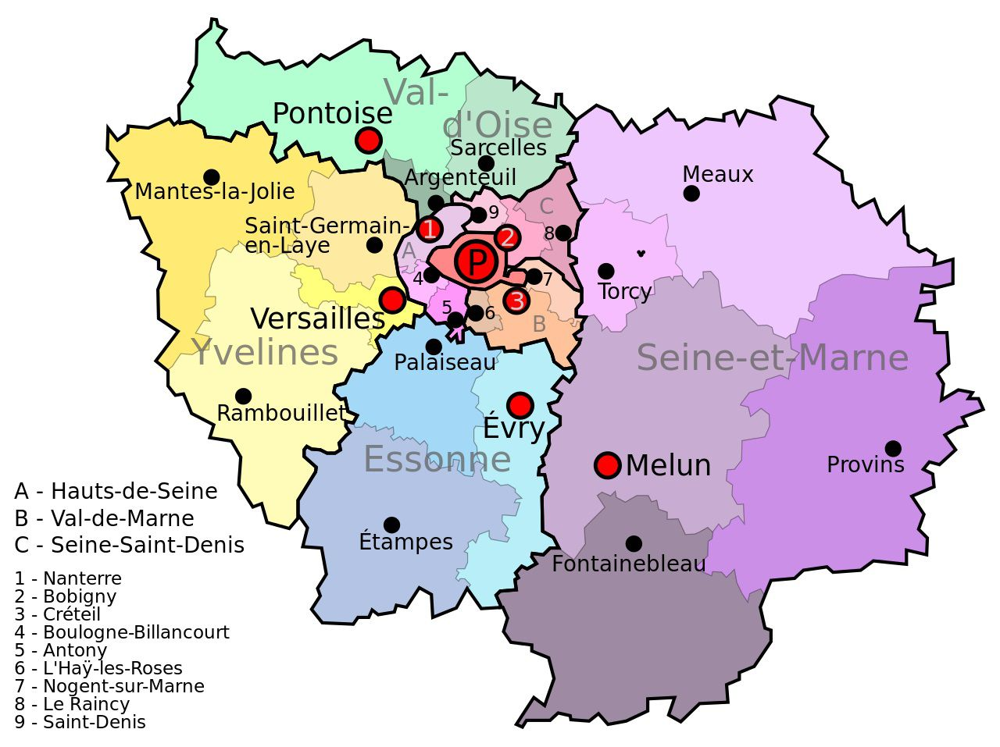 Val-
d'Oise
Pontoise
Sarcelles
Argenteuil
Mantes-la-Jolie
Saint-Germain-
en-Laye
Meaux
C
9
8
1
2
A
P
4
7
Torcy
5
6
3
B
Versailles
Yvelines
Palaiseau
Seine-et-Marne
Rambouillet
Évry
Essonne
Melun
Provins
Étampes
Fontainebleau
A - Hauts-de-Seine
B - Val-de-Marne
C - Seine-Saint-Denis
1 - Nanterre
2 - Bobigny
3 - Créteil
4 - Boulogne-Billancourt
5 - Antony
6 - L'Haÿ-les-Roses
7 - Nogent-sur-Marne
8 - Le Raincy
9 - Saint-Denis